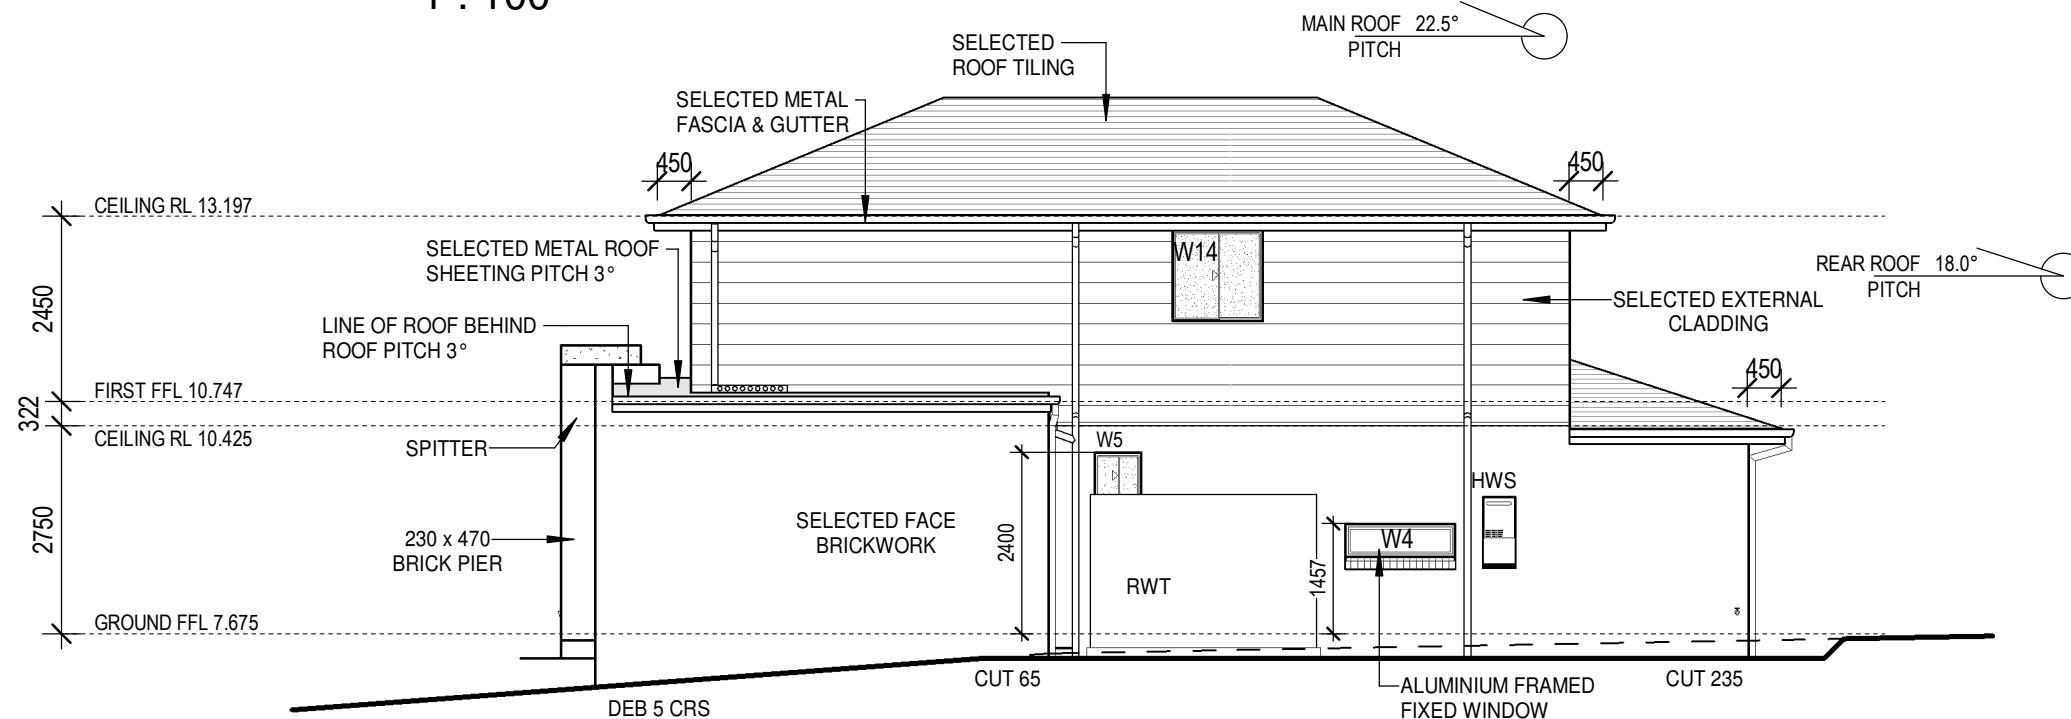 1 : 100
MAIN ROOF 22.5°
PITCH
SELECTED
ROOF TILING
SELECTED METAL
FASCIA & GUTTER
450
450
CEILING RL 13.197
SELECTED METAL ROOF
SHEETING PITCH 3°
W14
REAR ROOF 18.0°
PITCH
2450
SELECTED EXTERNAL
CLADDING
LINE OF ROOF BEHIND
ROOF PITCH 3°
450
FIRST FFL 10.747
322
CEILING RL 10.425
SPITTER
W5
HWS
2750
230 x 470
BRICK PIER
SELECTED FACE
BRICKWORK
2400
W4
1457
RWT
GROUND FFL 7.675
CUT 65
CUT 235
ALUMINIUM FRAMED
FIXED WINDOW
DEB 5 CRS